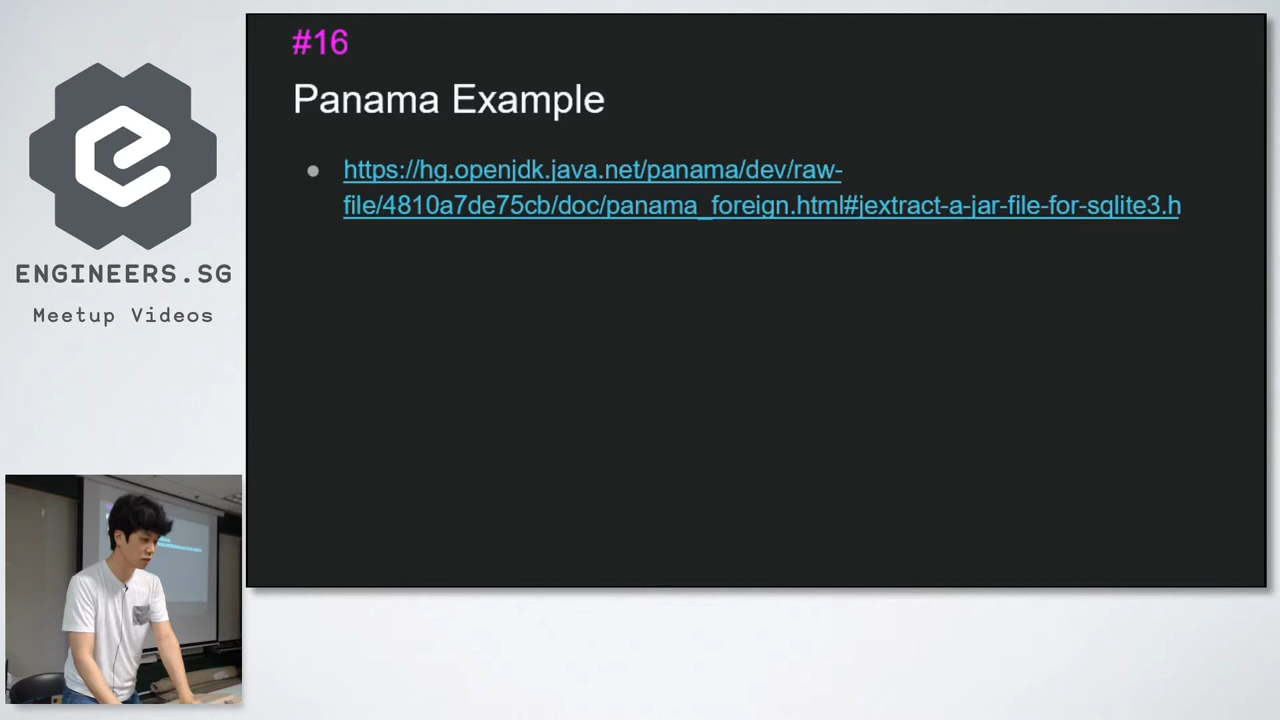 #16
Panama Example
https://hg.openjdk.java.net/panama/dev/raw-
file/4810a7de75cb/doc/panama_foreign.html#jextract-a-jar-file-for-sqlite3.h
ENGINEERS.SG
Meetup Videos